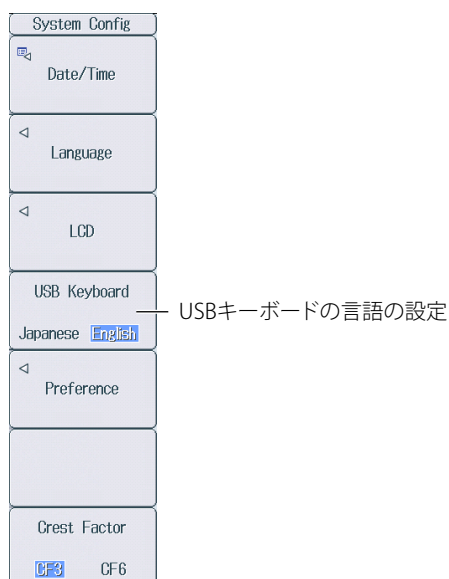 System Config
Date/Time
Language
LCD
USB Keyboard
Japanese English
USBキーボードの言語の設定
Preference
Crest Factor
CF3 CF6